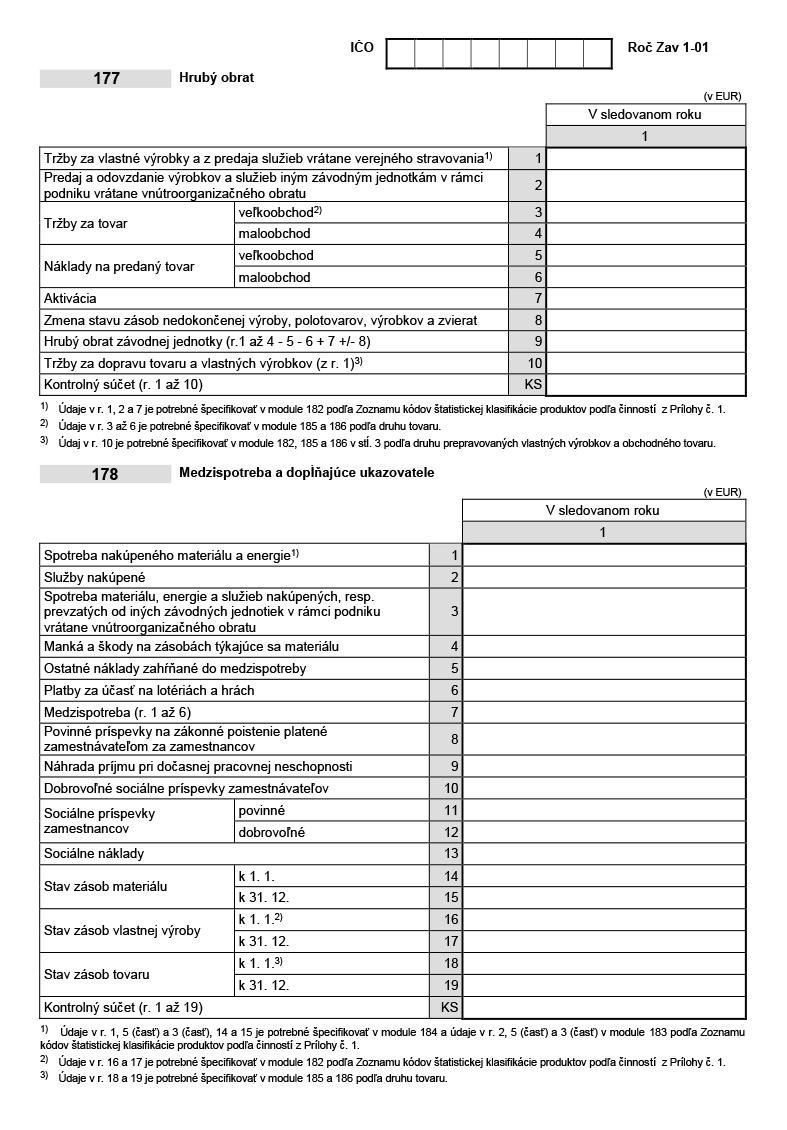 IČO Roč Zav 1-01
177 Hrubý obrat
(v EUR)
V sledovanom roku
1
Tržby za vlastné výrobky a z predaja služieb vrátane verejného stravovania1) 1
Predaj a odovzdanie výrobkov a služieb iným závodným jednotkám v rámci
podniku vrátane vnútroorganizačného obratu 2
Tržby za tovar veľkoobchod2) 3
maloobchod 4
Náklady na predaný tovar veľkoobchod 5
maloobchod 6
Aktivácia 7
Zmena stavu zásob nedokončenej výroby, polotovarov, výrobkov a zvierat 8
Hrubý obrat závodnej jednotky (r.1 až 4 - 5 - 6 + 7 +/- 8) 9
Tržby za dopravu tovaru a vlastných výrobkov (z r. 1)3) 10
Kontrolný súčet (r. 1 až 10) KS
1) Údaje v r. 1, 2 a 7 je potrebné špecifikovať v module 182 podľa Zoznamu kódov štatistickej klasifikácie produktov podľa činností z Prílohy č. 1.
2) Údaje v r. 3 až 6 je potrebné špecifikovať v module 185 a 186 podľa druhu tovaru.
3) Údaj v r. 10 je potrebné špecifikovať v module 182, 185 a 186 v stĺ. 3 podľa druhu prepravovaných vlastných výrobkov a obchodného tovaru.
178 Medzispotreba a dopĺňajúce ukazovatele
(v EUR)
V sledovanom roku
1
Spotreba nakúpeného materiálu a energie1) 1
Služby nakúpené 2
Spotreba materiálu, energie a služieb nakúpených, resp.
prevzatých od iných závodných jednotiek v rámci podniku 3
vrátane vnútroorganizačného obratu
Manká a škody na zásobách týkajúce sa materiálu 4
Ostatné náklady zahŕňané do medzispotreby 5
Platby za účasť na lotériách a hrách 6
Medzispotreba (r. 1 až 6) 7
Povinné príspevky na zákonné poistenie platené
zamestnávateľom za zamestnancov 8
Náhrada príjmu pri dočasnej pracovnej neschopnosti 9
Dobrovoľné sociálne príspevky zamestnávateľov 10
Sociálne príspevky zamestnancov povinné 11
dobrovoľné 12
Sociálne náklady 13
Stav zásob materiálu k 1. 1. 14
k 31. 12. 15
Stav zásob vlastnej výroby k 1. 1.2) 16
k 31. 12. 17
Stav zásob tovaru k 1. 1.3) 18
k 31. 12. 19
Kontrolný súčet (r. 1 až 19) KS
1) Údaje v r. 1, 5 (časť) a 3 (časť), 14 a 15 je potrebné špecifikovať v module 184 a údaje v r. 2, 5 (časť) a 3 (časť) v module 183 podľa Zoznamu
kódov štatistickej klasifikácie produktov podľa činností z Prílohy č. 1.
2) Údaje v r. 16 a 17 je potrebné špecifikovať v module 182 podľa Zoznamu kódov štatistickej klasifikácie produktov podľa činností z Prílohy č. 1.
3) Údaje v r. 18 a 19 je potrebné špecifikovať v module 185 a 186 podľa druhu tovaru.